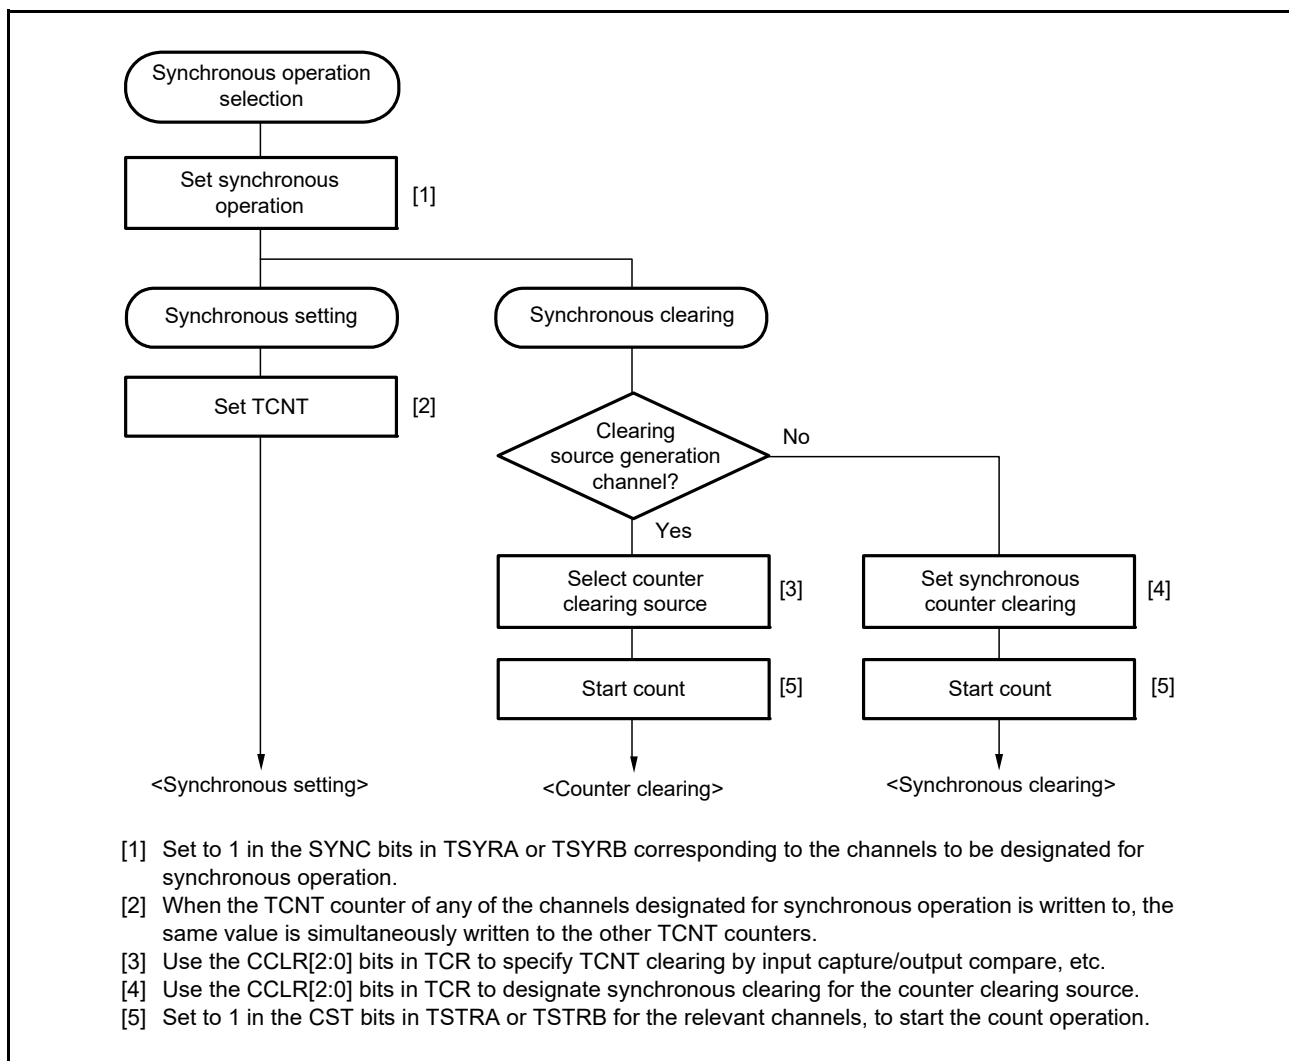 Synchronous operation
selection
Set synchronous
operation
[1]
Synchronous setting
Synchronous clearing
Set TCNT
[2]
Clearing
source generation
channel?
No
Yes
Select counter
clearing source
[3]
Set synchronous
counter clearing
[4]
Start count
[5]
Start count
[5]
<Synchronous setting>
<Counter clearing>
<Synchronous clearing>
[1] Set to 1 in the SYNC bits in TSYRA or TSYRB corresponding to the channels to be designated for
synchronous operation.
[2] When the TCNT counter of any of the channels designated for synchronous operation is written to, the
same value is simultaneously written to the other TCNT counters.
[3] Use the CCLR[2:0] bits in TCR to specify TCNT clearing by input capture/output compare, etc.
[4] Use the CCLR[2:0] bits in TCR to designate synchronous clearing for the counter clearing source.
[5] Set to 1 in the CST bits in TSTRA or TSTRB for the relevant channels, to start the count operation.